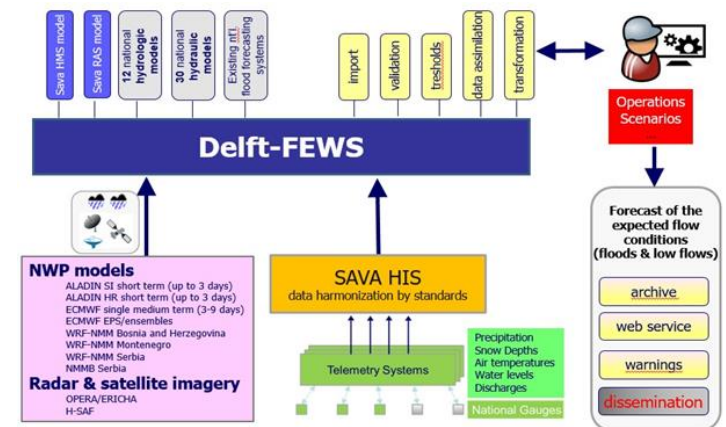 Sava HMS model
Sava RAS model
12 national
hydrologic
models
30 national
hydraulic
models
Existing nt'l
flood forecasting
systems
import
validation
tresholds
data assimilation
transformation
Delft-FEWS
Operations
Scenarios
...
NWP models
ALADIN SI short term (up to 3 days)
ALADIN HR short term (up to 3 days)
ECMWF single medium term (3-9 days)
ECMWF EPS/ensembles
WRF-NMM Bosnia and Herzegovina
WRF-NMM Montenegro
WRF-NMM Serbia
NMMB Serbia
Radar & satellite imagery
OPERA/ERICHA
H-SAF
SAVA HIS
data harmonization by standards
Telemetry Systems
Precipitation
Snow Depths
Air temperatures
Water levels
Discharges
National Gauges
Forecast of the
expected flow
conditions
(floods & low flows)
archive
web service
warnings
dissemination